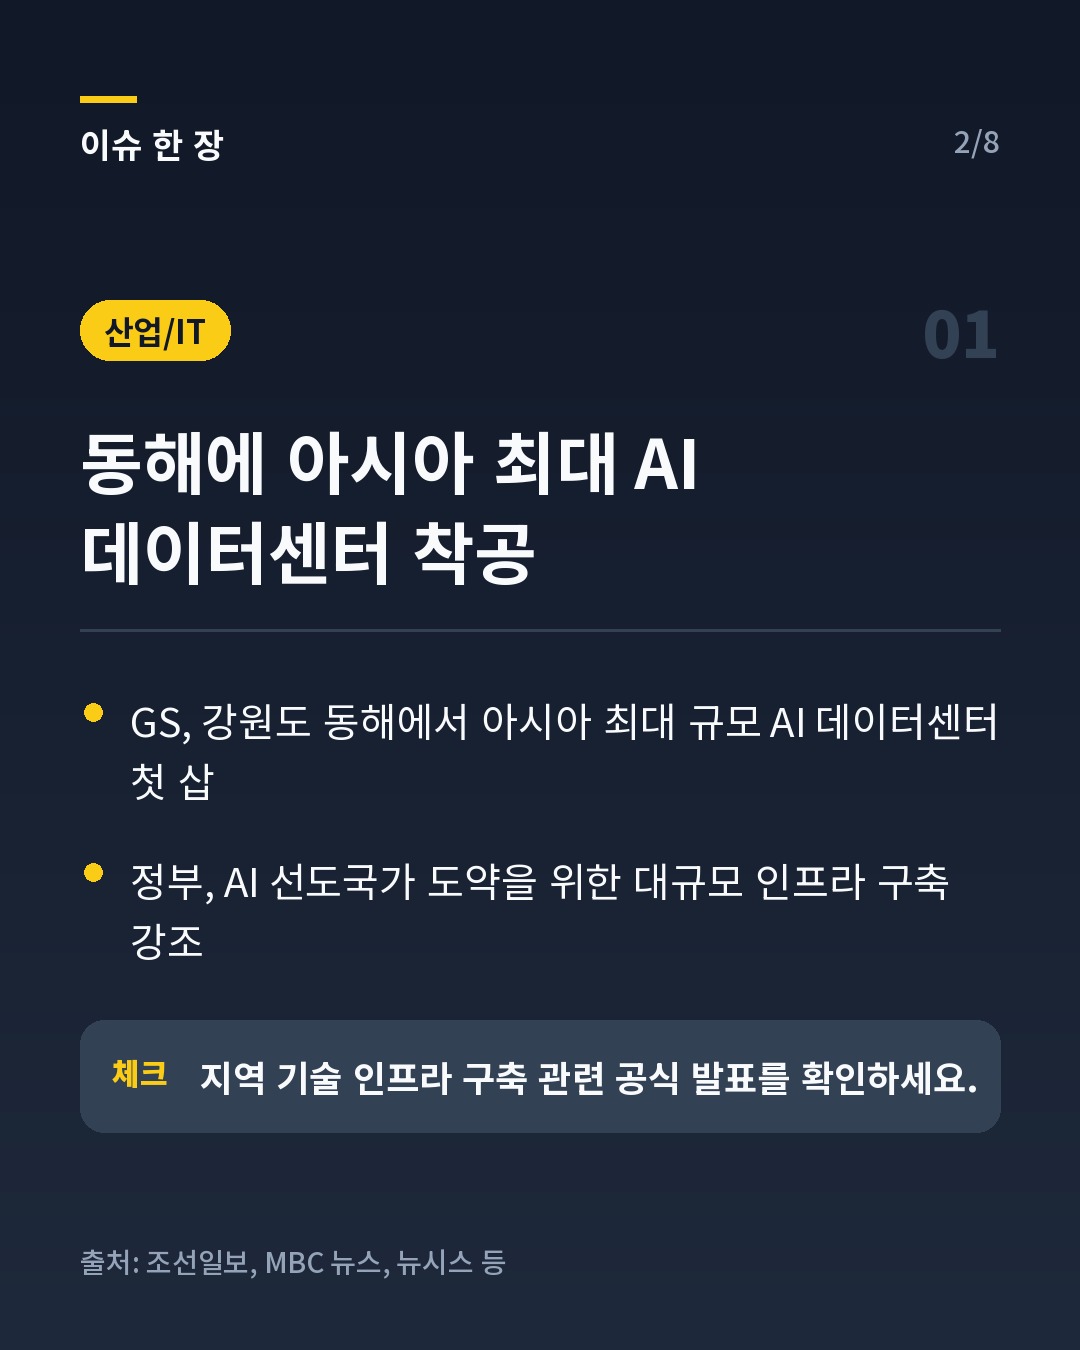 이슈 한 장
2/8
산업/IT
01
동해에 아시아 최대 AI
데이터센터 착공
GS, 강원도 동해에서 아시아 최대 규모 AI 데이터센터
첫 삽
정부, AI 선도국가 도약을 위한 대규모 인프라 구축
강조
체크 지역 기술 인프라 구축 관련 공식 발표를 확인하세요.
출처: 조선일보, MBC 뉴스, 뉴시스 등